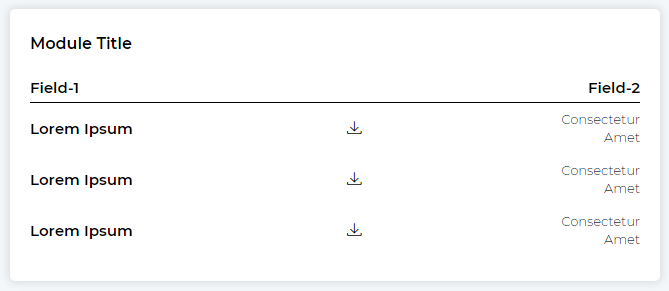 Module Title
Field-1 Field-2
Lorem Ipsum Consectetur
Amet
Lorem Ipsum Consectetur
Amet
Lorem Ipsum Consectetur
Amet